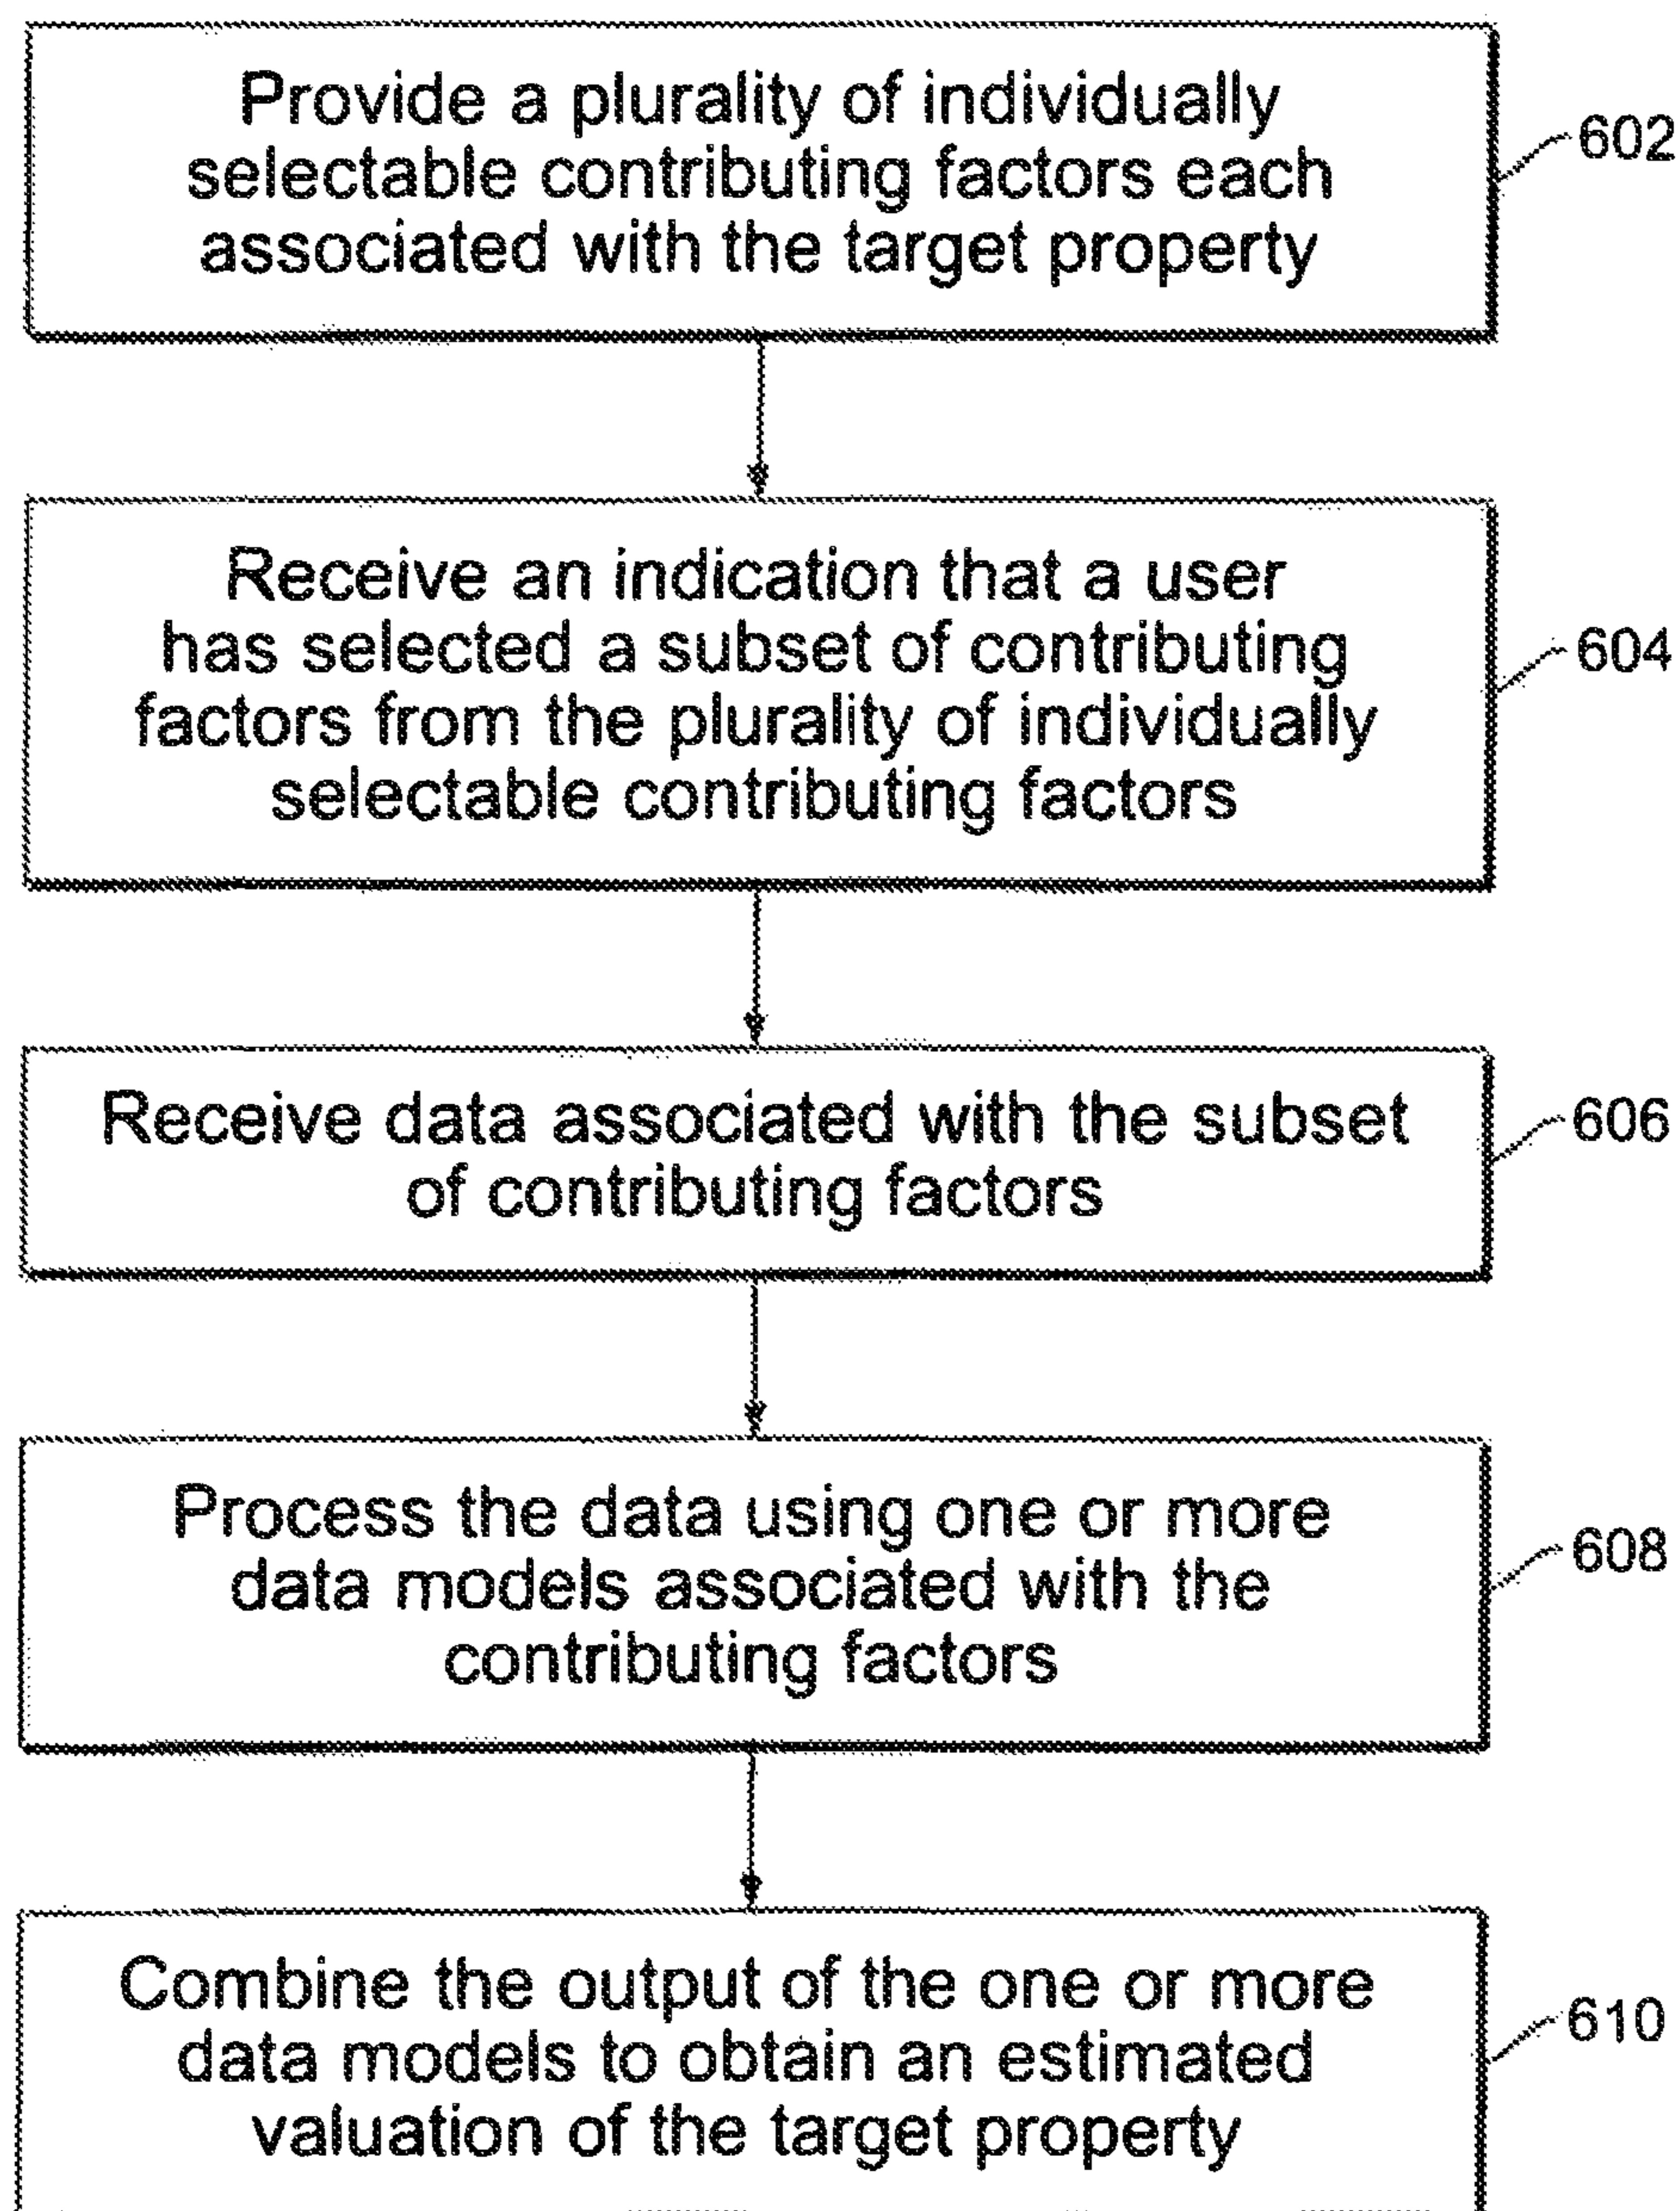 Provide a plurality of individually
selectable contributing factors each
associated with the target property
602
Receive an indication that a user
has selected a subset of contributing
factors from the plurality of individually
selectable contributing factors
604
Receive data associated with the subset
of contributing factors
606
Process the data using one or more
data models associated with the
contributing factors
608
Combine the output of the one or more
data models to obtain an estimated
valuation of the target property
610